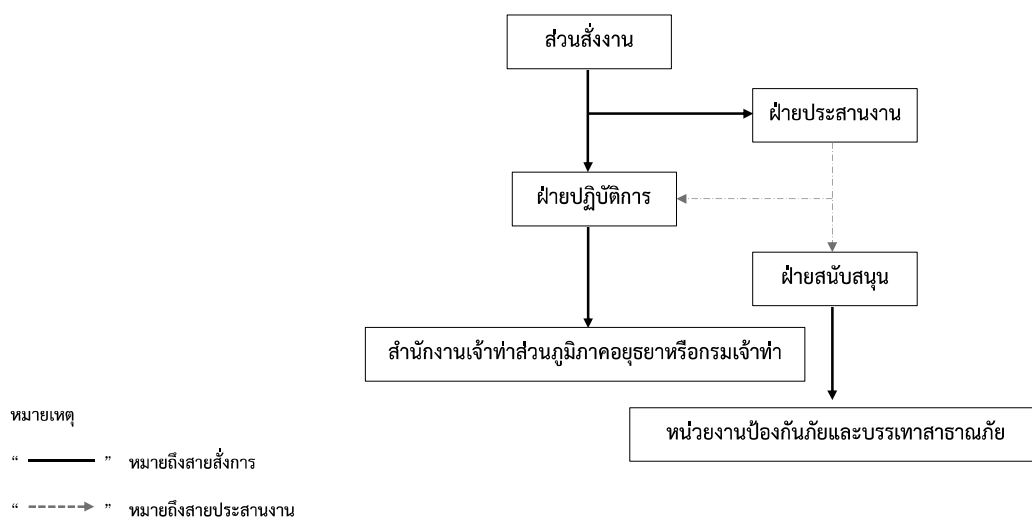 ส่วนสั่งงาน
ฝ่ายประสานงาน
ฝ่ายปฏิบัติการ
ฝ่ายสนับสนุน
สำนักงานเจ้าท่าส่วนภูมิภาคอยุธยาหรือกรมเจ้าท่า
หน่วยงานป้องกันภัยและบรรเทาสาธาณภัย
หมายเหตุ
“ ” หมายถึงสายสั่งการ
“ ” หมายถึงสายประสานงาน